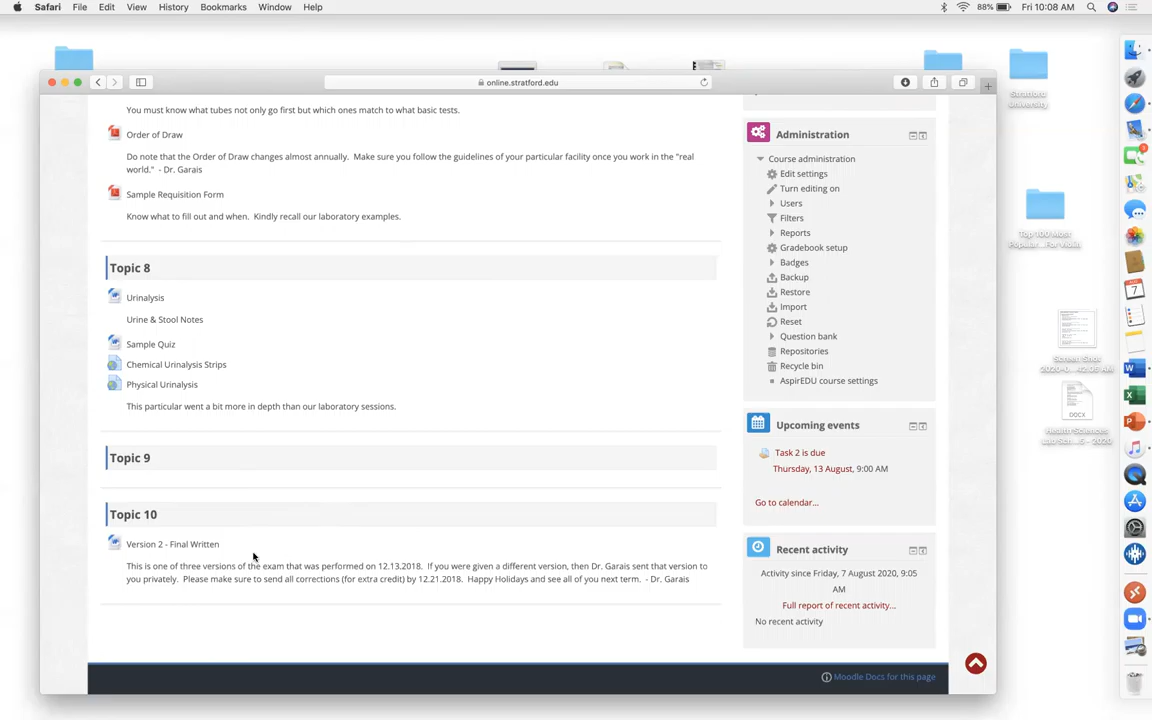 Safari File Edit View History Bookmarks Window Help 88% Fri 10:08 AM
online.stratford.edu
You must know what tubes not only go first but which ones match to what basic tests.
Order of Draw
Do note that the Order of Draw changes almost annually. Make sure you follow the guidelines of your particular facility once you work in the "real
world." - Dr. Garais
Sample Requisition Form
Know what to fill out and when. Kindly recall our laboratory examples.
Topic 8
Urinalysis
Urine & Stool Notes
Sample Quiz
Chemical Urinalysis Strips
Physical Urinalysis
This particular went a bit more in depth than our laboratory sessions.
Topic 9
Topic 10
Version 2 - Final Written
This is one of three versions of the exam that was performed on 12.13.2018. If you were given a different version, then Dr. Garais sent that version to
you privately. Please make sure to send all corrections (for extra credit) by 12.21.2018. Happy Holidays and see all of you next term. - Dr. Garais
Administration
Course administration
Edit settings
Turn editing on
Users
Filters
Reports
Gradebook setup
Badges
Backup
Restore
Import
Reset
Question bank
Repositories
Recycle bin
AspirEDU course settings
Upcoming events
Task 2 is due
Thursday, 13 August, 9:00 AM
Go to calendar...
Recent activity
Activity since Friday, 7 August 2020, 9:05
AM
Full report of recent activity...
No recent activity
Moodle Docs for this page
Stratford
University
Top 100 Most
Screen Shot
DOCX
Health Sciences
7